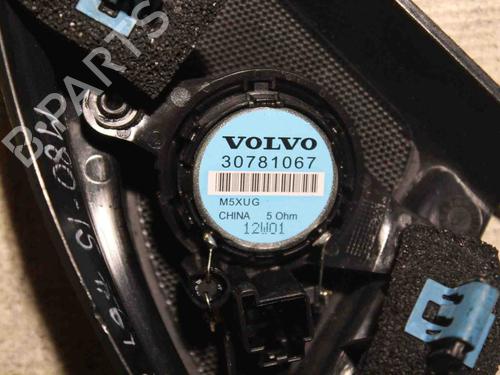 B-PARTS
VOLVO
30781067
M5XUG
CHINA 5 Ohm
12W01